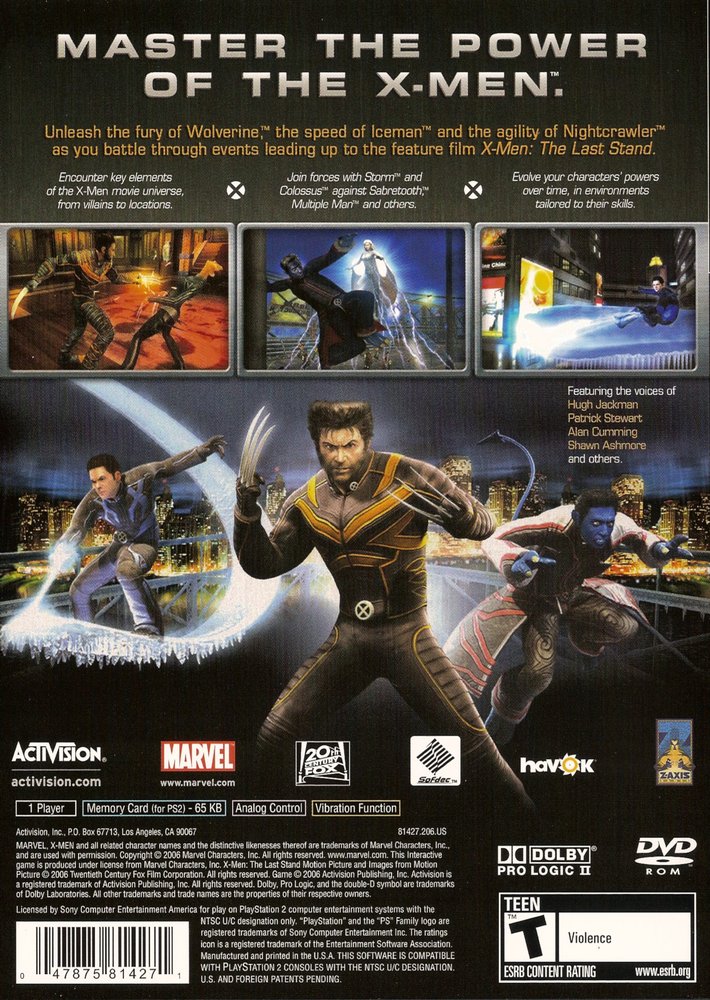 MASTER THE POWER
OF THE X-MEN.™
Unleash the fury of Wolverine,™ the speed of Iceman™ and the agility of Nightcrawler™
as you battle through events leading up to the feature film X-Men: The Last Stand.
Encounter key elements
of the X-Men movie universe,
from villains to locations.
Join forces with Storm™ and
Colossus™ against Sabretooth,™
Multiple Man™ and others.
Evolve your characters' powers
over time, in environments
tailored to their skills.
Featuring the voices of
Hugh Jackman
Patrick Stewart
Alan Cumming
Shawn Ashmore
and others.
ACTIVISION®
activision.com
MARVEL
www.marvel.com
20th
CENTURY
FOX
Sofdec™
havok
Z-AXIS
1 Player
Memory Card (for PS2) - 65 KB
Analog Control
Vibration Function
Activision, Inc., P.O. Box 67713, Los Angeles, CA 90067
81427.206.US
MARVEL, X-MEN and all related character names and the distinctive likenesses thereof are trademarks of Marvel Characters, Inc.,
and are used with permission. Copyright © 2006 Marvel Characters, Inc. All rights reserved. www.marvel.com. This Interactive
game is produced under license from Marvel Characters, Inc. X-Men: The Last Stand Motion Picture and Images from Motion
Picture © 2006 Twentieth Century Fox Film Corporation. All rights reserved. Game © 2006 Activision Publishing, Inc. Activision is
a registered trademark of Activision Publishing, Inc. All rights reserved. Dolby, Pro Logic, and the double-D symbol are trademarks
of Dolby Laboratories. All other trademarks and trade names are the properties of their respective owners.
Licensed by Sony Computer Entertainment America for play on PlayStation 2 computer entertainment systems with the
NTSC U/C designation only. "PlayStation" and the "PS" Family logo are
registered trademarks of Sony Computer Entertainment Inc. The ratings
icon is a registered trademark of the Entertainment Software Association.
Manufactured and printed in the U.S.A. THIS SOFTWARE IS COMPATIBLE
WITH PLAYSTATION 2 CONSOLES WITH THE NTSC U/C DESIGNATION.
U.S. AND FOREIGN PATENTS PENDING.
0 47875 81427 1
DOLBY®
PRO LOGIC II
DVD
ROM
TEEN
T™
Violence
ESRB CONTENT RATING www.esrb.org